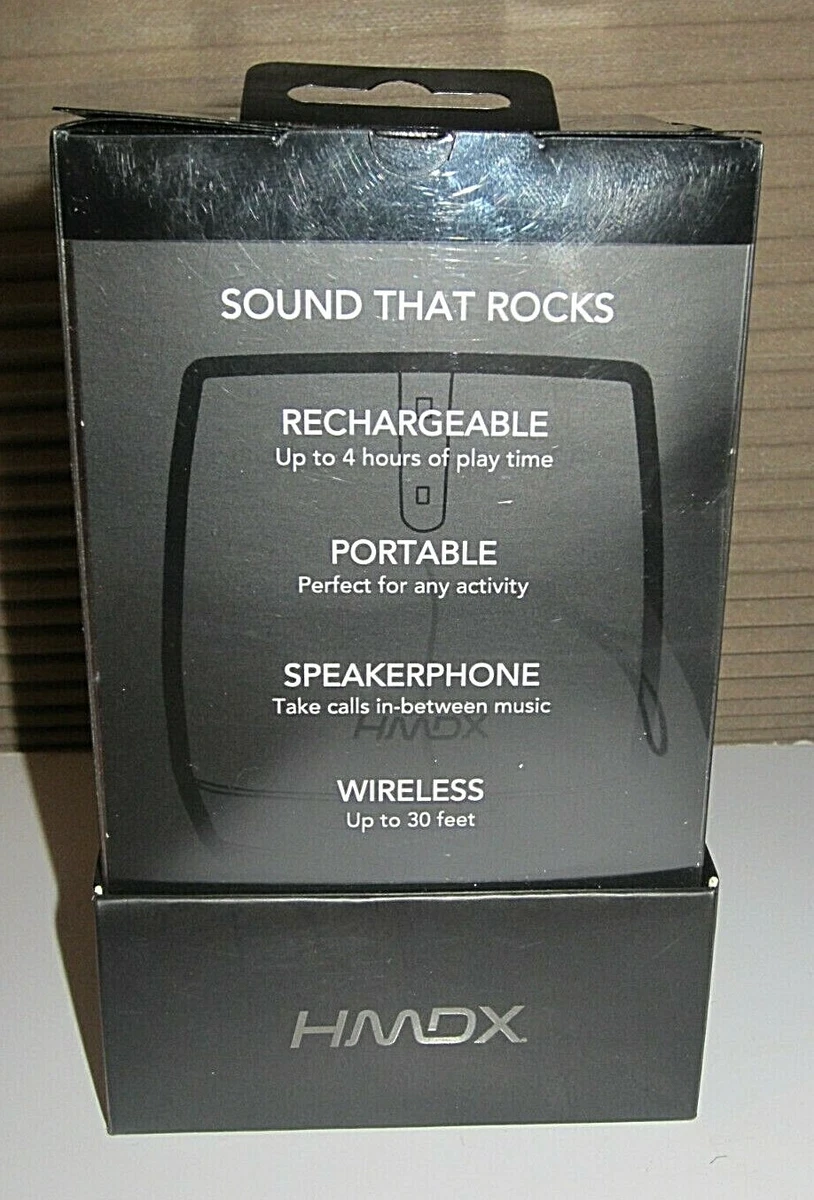 SOUND THAT ROCKS
RECHARGEABLE
Up to 4 hours of play time
PORTABLE
Perfect for any activity
SPEAKERPHONE
Take calls in-between music
HMDX
WIRELESS
Up to 30 feet
HMDX